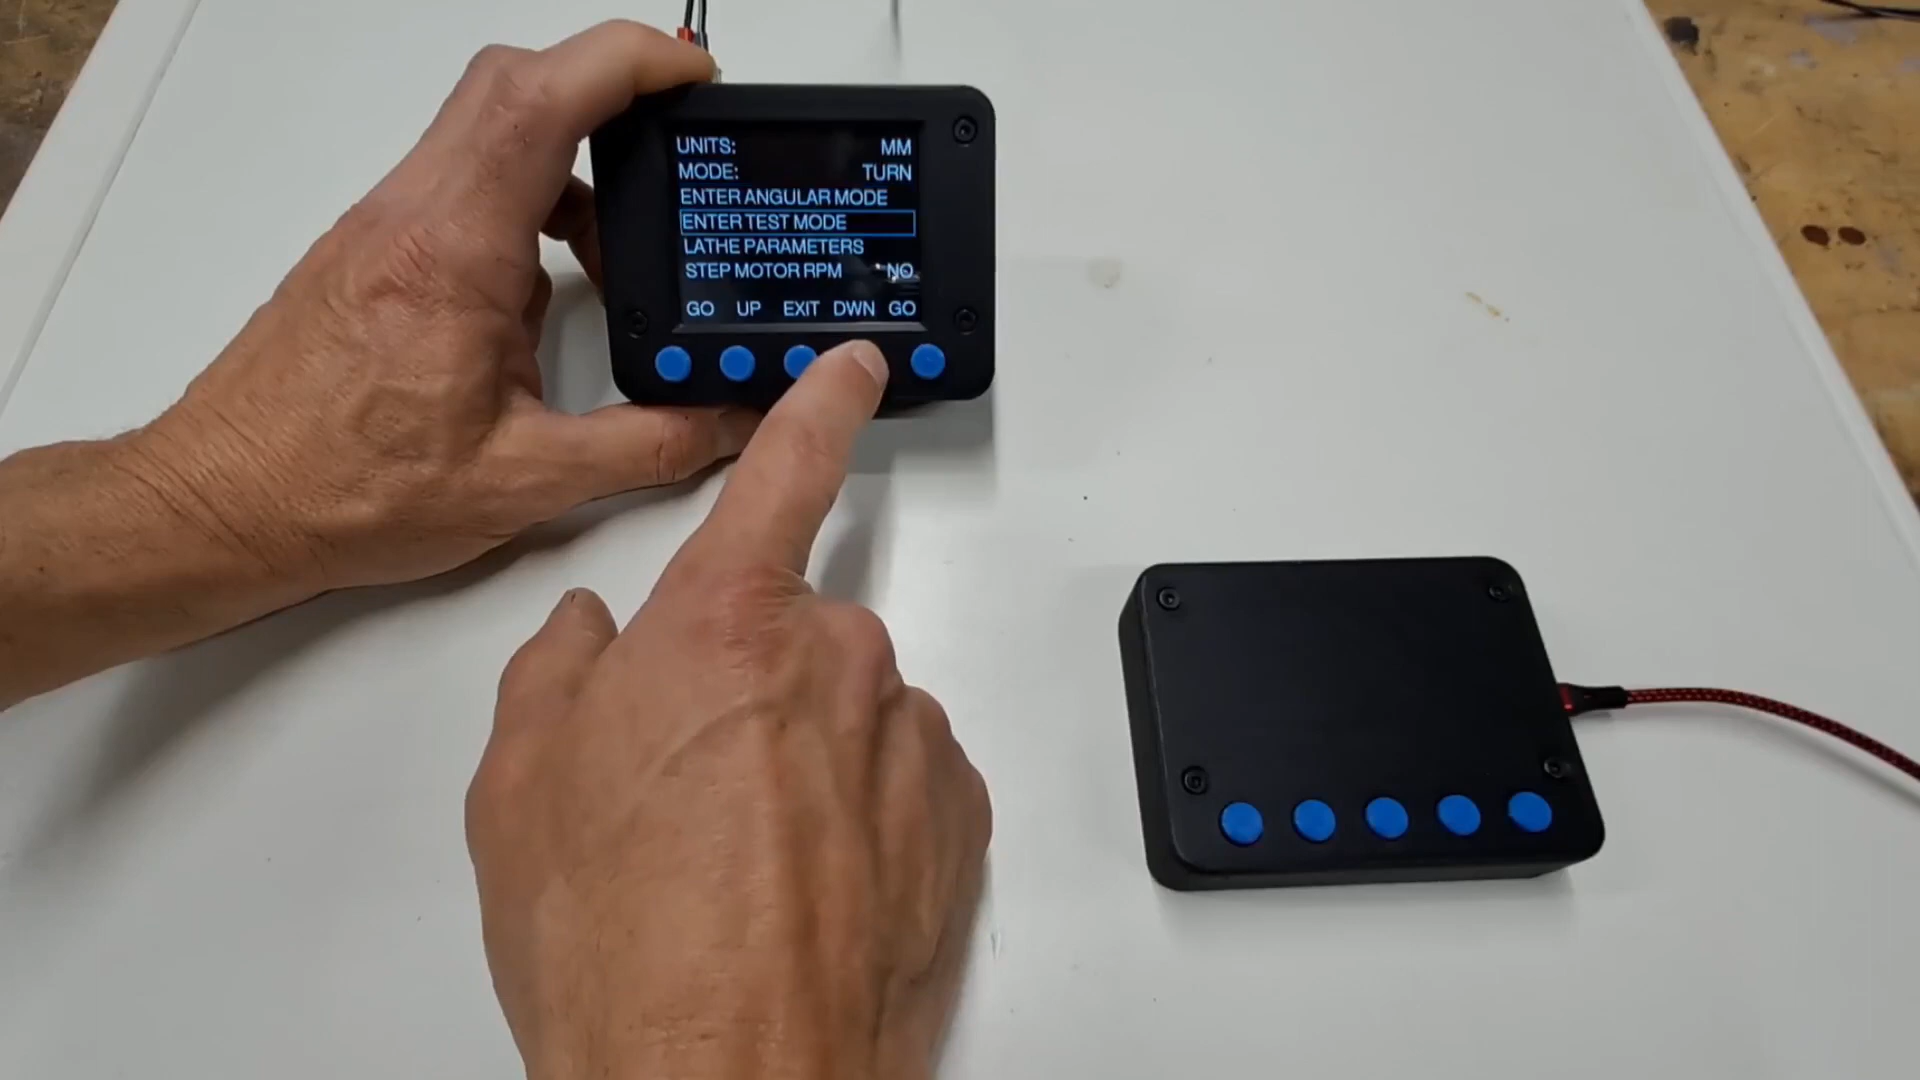 UNITS: MM
MODE: TURN
ENTER ANGULAR MODE
ENTER TEST MODE
LATHE PARAMETERS
STEP MOTOR RPM NO
GO UP EXIT DWN GO